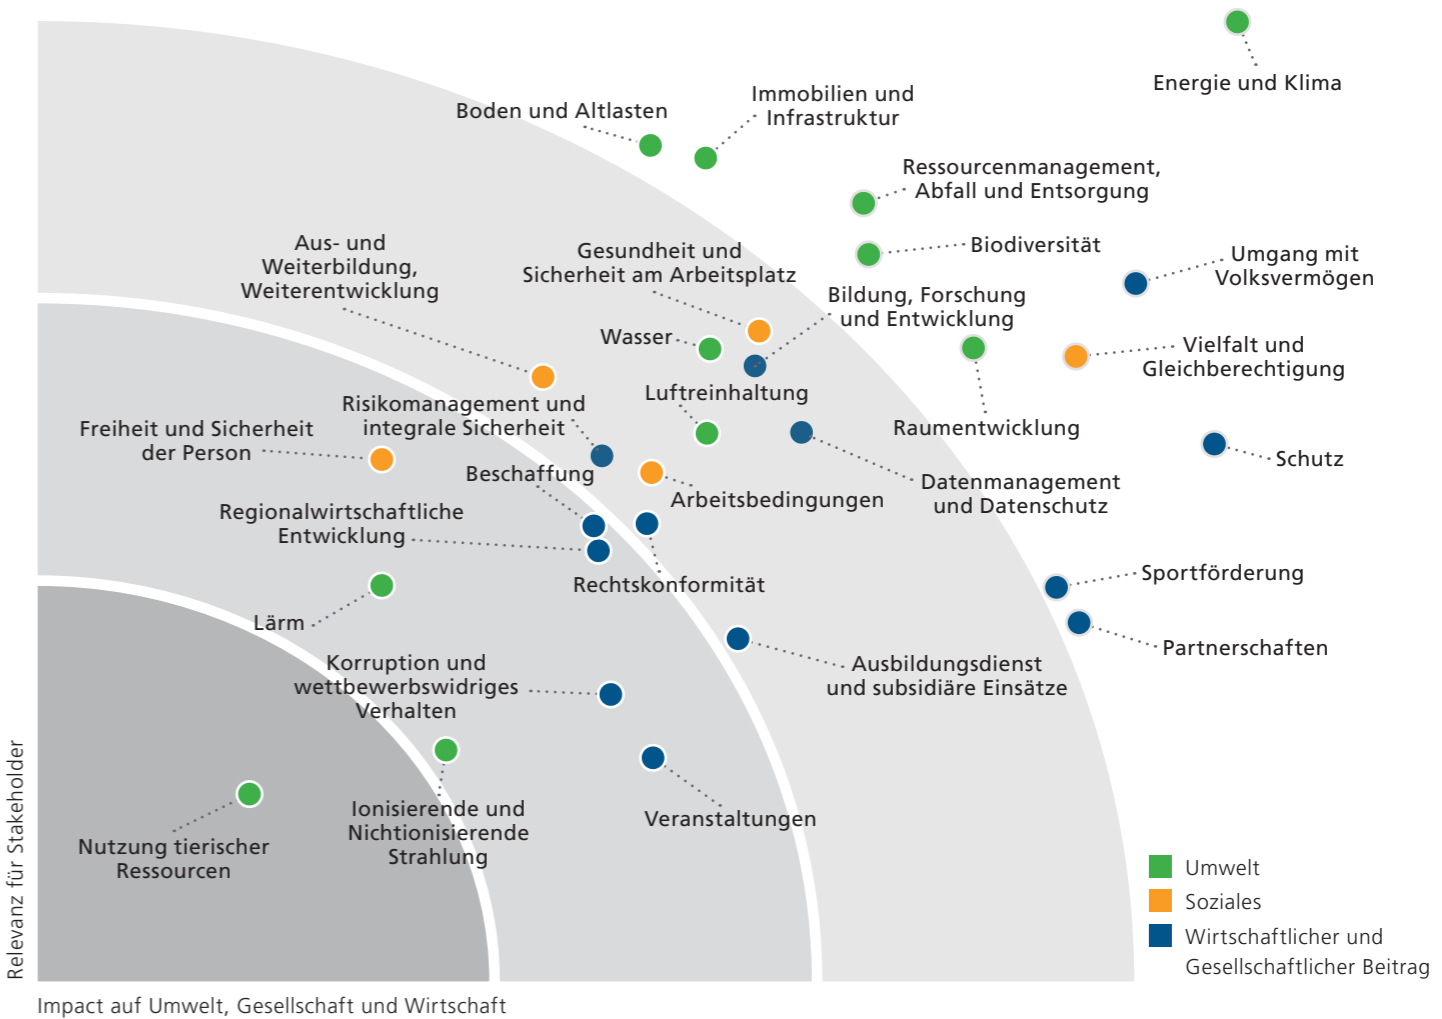 Energie und Klima
Immobilien und
Infrastruktur
Boden und Altlasten
Ressourcenmanagement,
Abfall und Entsorgung
Aus- und
Weiterbildung,
Weiterentwicklung
Gesundheit und
Sicherheit am Arbeitsplatz
Biodiversität
Umgang mit
Volksvermögen
Bildung, Forschung
und Entwicklung
Wasser
Vielfalt und
Gleichberechtigung
Luftreinhaltung
Risikomanagement und
integrale Sicherheit
Freiheit und Sicherheit
der Person
Raumentwicklung
Schutz
Beschaffung
Arbeitsbedingungen
Datenmanagement
und Datenschutz
Regionalwirtschaftliche
Entwicklung
Rechtskonformität
Sportförderung
Lärm
Partnerschaften
Korruption und
wettbewerbswidriges
Verhalten
Ausbildungsdienst
und subsidiäre Einsätze
Ionisierende und
Nichtionisierende
Strahlung
Veranstaltungen
Nutzung tierischer
Ressourcen
Relevanz für Stakeholder
Impact auf Umwelt, Gesellschaft und Wirtschaft
Umwelt
Soziales
Wirtschaftlicher und
Gesellschaftlicher Beitrag